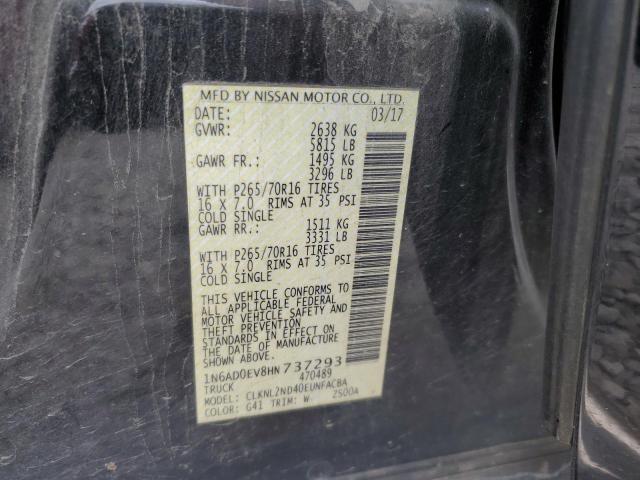 MFD BY NISSAN MOTOR CO., LTD.
DATE: 03/17
GVWR: 2638 KG
5815 LB
GAWR FR.: 1495 KG
3296 LB
WITH P265/70R16 TIRES
16 X 7.0 RIMS AT 35 PSI
COLD SINGLE
GAWR RR.: 1511 KG
3331 LB
WITH P265/70R16 TIRES
16 X 7.0 RIMS AT 35 PSI
COLD SINGLE
THIS VEHICLE CONFORMS TO
ALL APPLICABLE FEDERAL
MOTOR VEHICLE SAFETY AND
THEFT PREVENTION
STANDARDS IN EFFECT ON
THE DATE OF MANUFACTURE
SHOWN ABOVE.
1N6AD0EV8HN 737293
TRUCK 470489
MODEL: CLKNL2ND40EUNFACBA
COLOR: G41 TRIM: W 2500A